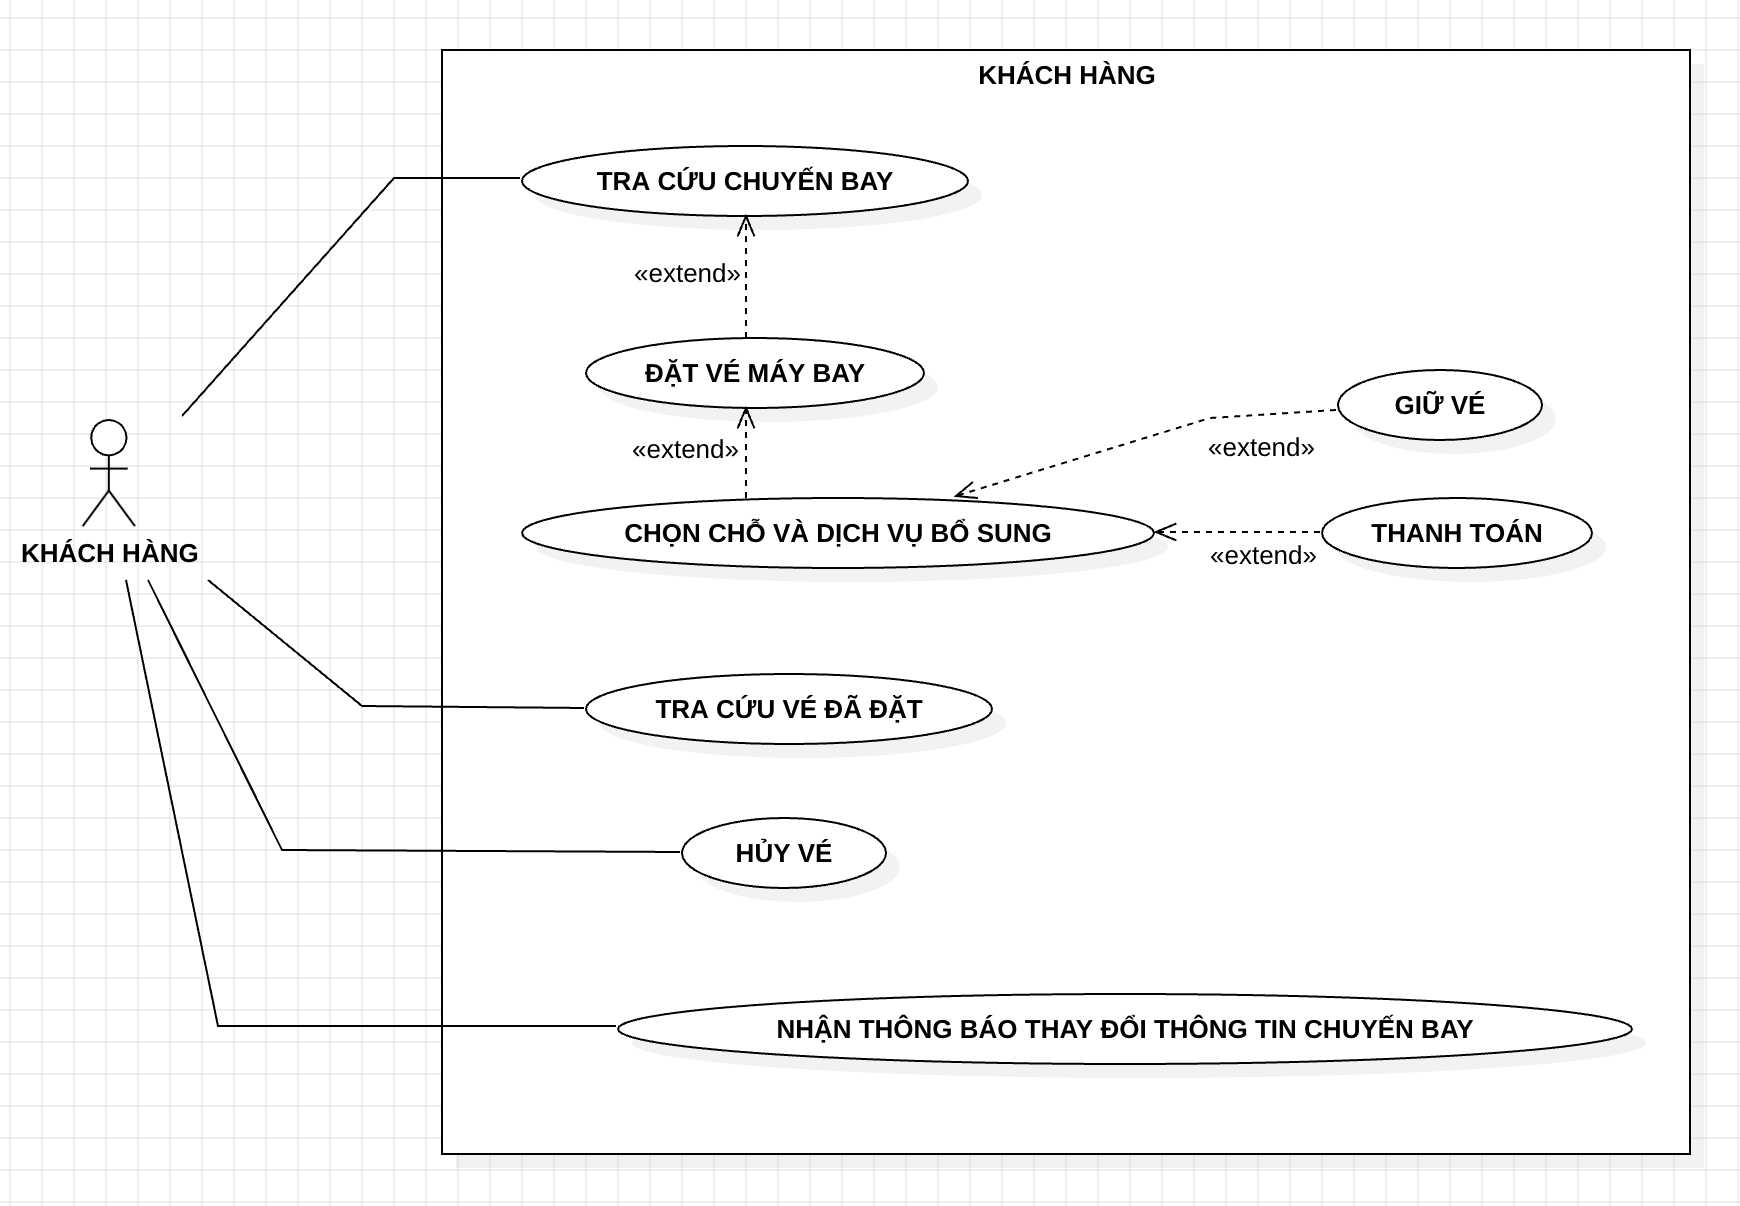 KHÁCH HÀNG
TRA CỨU CHUYẾN BAY
«extend»
ĐẶT VÉ MÁY BAY
GIỮ VÉ
«extend»
«extend»
CHỌN CHỖ VÀ DỊCH VỤ BỔ SUNG
THANH TOÁN
«extend»
KHÁCH HÀNG
TRA CỨU VÉ ĐÃ ĐẶT
HỦY VÉ
NHẬN THÔNG BÁO THAY ĐỔI THÔNG TIN CHUYẾN BAY